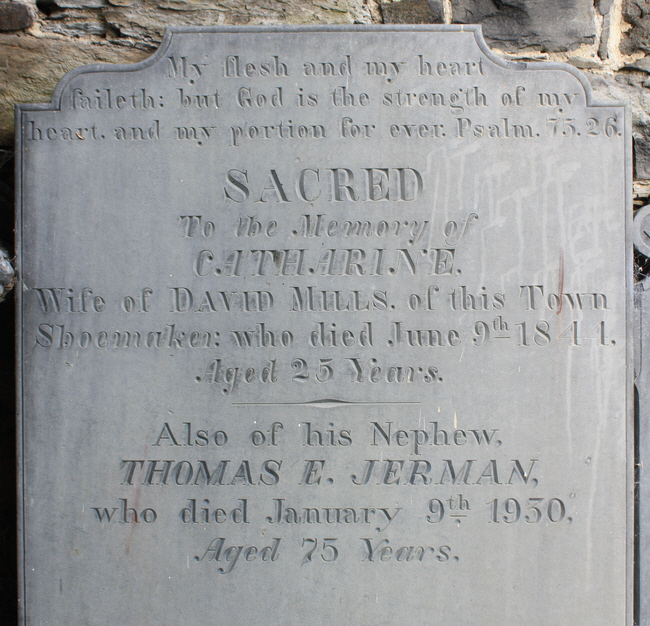 My flesh and my heart
faileth: but God is the strength of my
heart. and my portion for ever. Psalm. 73. 26.
SACRED
To the Memory of
CATHARINE.
Wife of DAVID MILLS. of this Town
Shoemaker: who died June 9th 1844.
Aged 25 Years.
Also of his Nephew,
THOMAS E. JERMAN,
who died January 9th 1930,
Aged 75 Years.